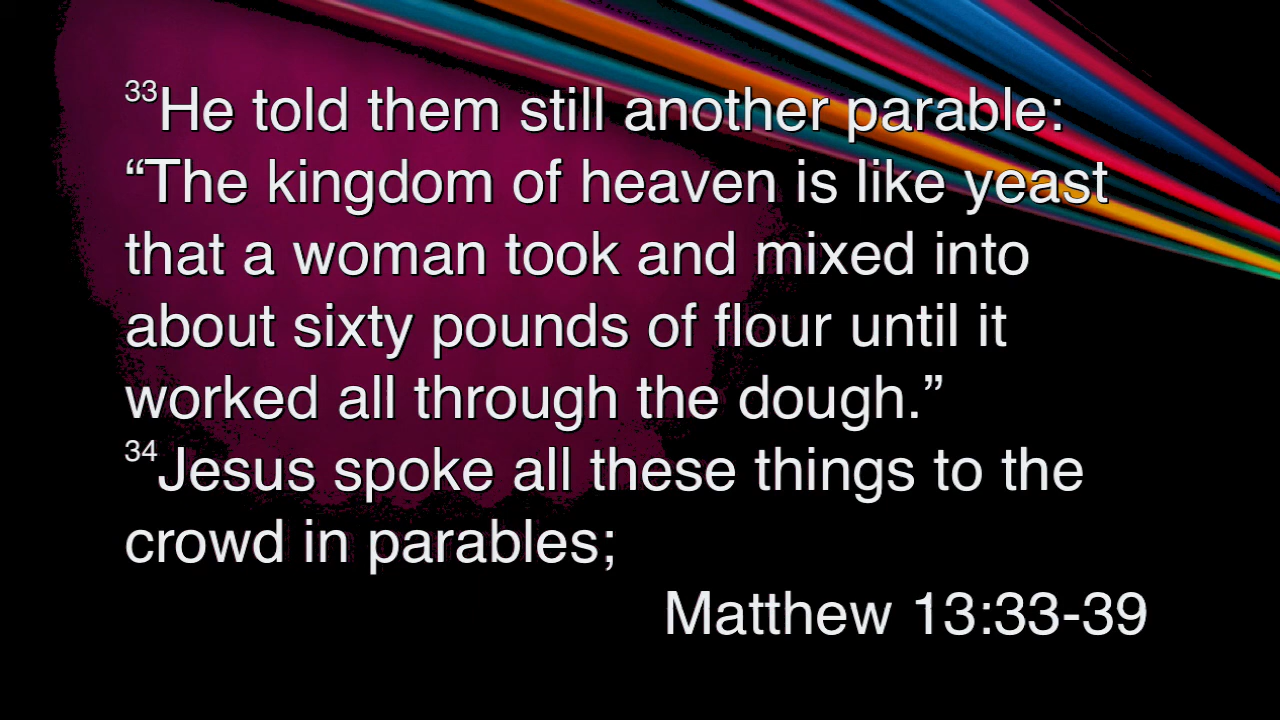 33He told them still another parable:
“The kingdom of heaven is like yeast
that a woman took and mixed into
about sixty pounds of flour until it
worked all through the dough.”
34Jesus spoke all these things to the
crowd in parables;
Matthew 13:33-39